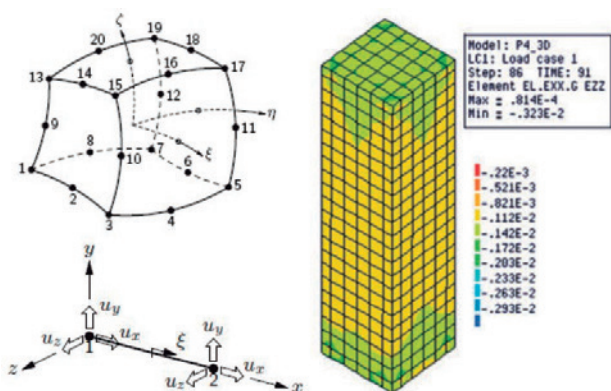 ζ
19
20
18
13
14
15
16
17
12
η
9
8
10
7
ξ
11
1
6
5
2
3
4
y
u_y
u_z
1
u_x
ξ
u_y
z
u_z
2
u_x
x
Model: P4_3D
LC1: Load case 1
Step: 86 TIME: 91
Element EL.EXX.G EZZ
Max = .814E-4
Min = -.323E-2
-.22E-3
-.521E-3
-.821E-3
-.112E-2
-.142E-2
-.172E-2
-.203E-2
-.233E-2
-.263E-2
-.293E-2